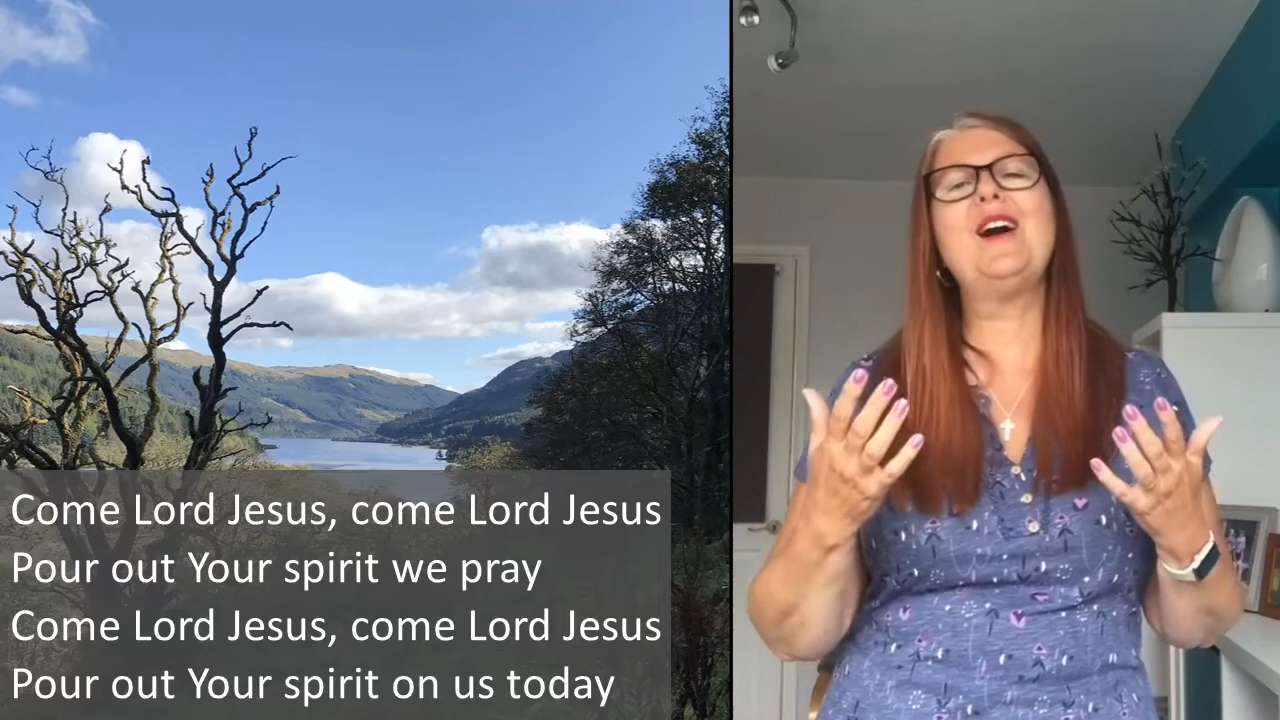 Come Lord Jesus, come Lord Jesus
Pour out Your spirit we pray
Come Lord Jesus, come Lord Jesus
Pour out Your spirit on us today